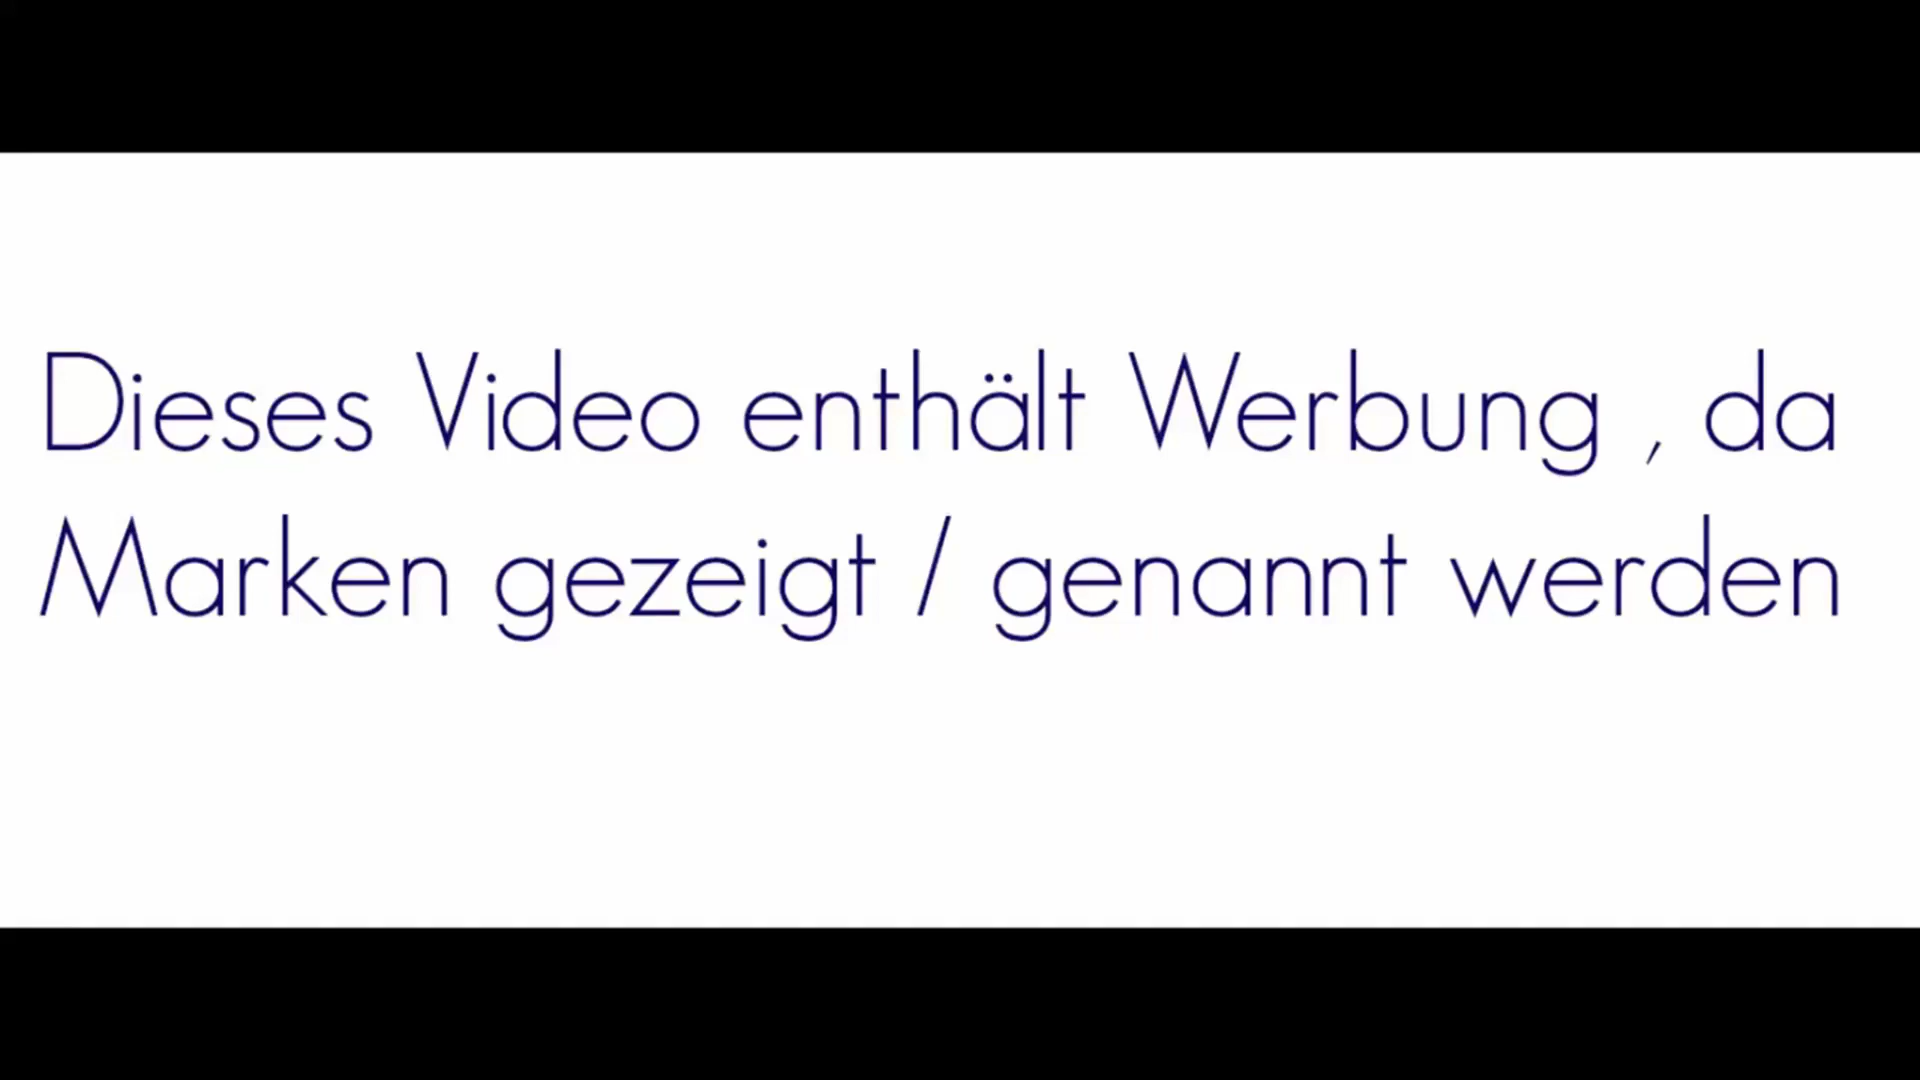 Dieses Video enthält Werbung , da
Marken gezeigt / genannt werden